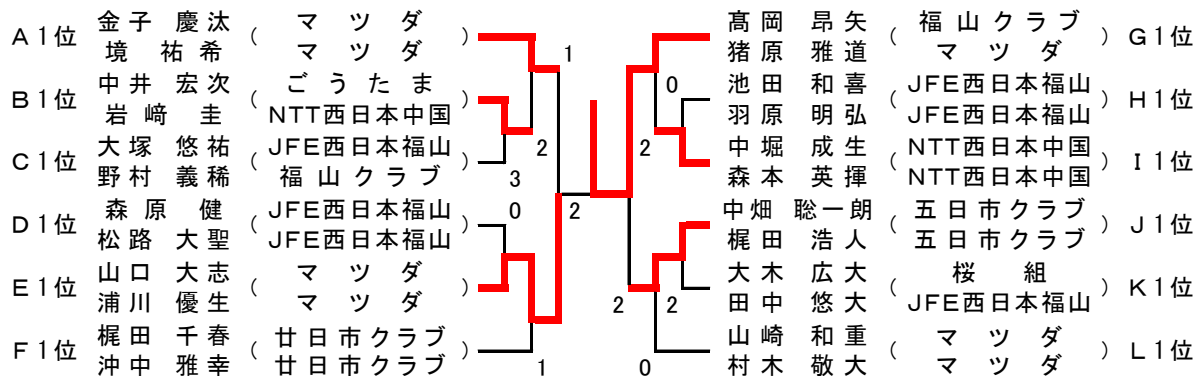 A1位 金子 慶汰 ( マツダ )
境 祐希 マツダ
B1位 中井 宏次 ( ごうたま )
岩﨑 圭 NTT西日本中国
C1位 大塚 悠祐 ( JFE西日本福山 )
野村 義稀 福山クラブ
D1位 森原 健 ( JFE西日本福山 )
松路 大聖 JFE西日本福山
E1位 山口 大志 ( マツダ )
浦川 優生 マツダ
F1位 梶田 千春 ( 廿日市クラブ )
沖中 雅幸 廿日市クラブ
1
2
3
0
1
2
0
2
2
2
0
髙岡 昂矢 ( 福山クラブ ) G1位
猪原 雅道 マツダ
池田 和喜 ( JFE西日本福山 ) H1位
羽原 明弘 JFE西日本福山
中堀 成生 ( NTT西日本中国 ) I1位
森本 英揮 NTT西日本中国
中畑 聡一朗 ( 五日市クラブ ) J1位
梶田 浩人 五日市クラブ
大木 広大 ( 桜組 ) K1位
田中 悠大 JFE西日本福山
山崎 和重 ( マツダ ) L1位
村木 敬大 マツダ